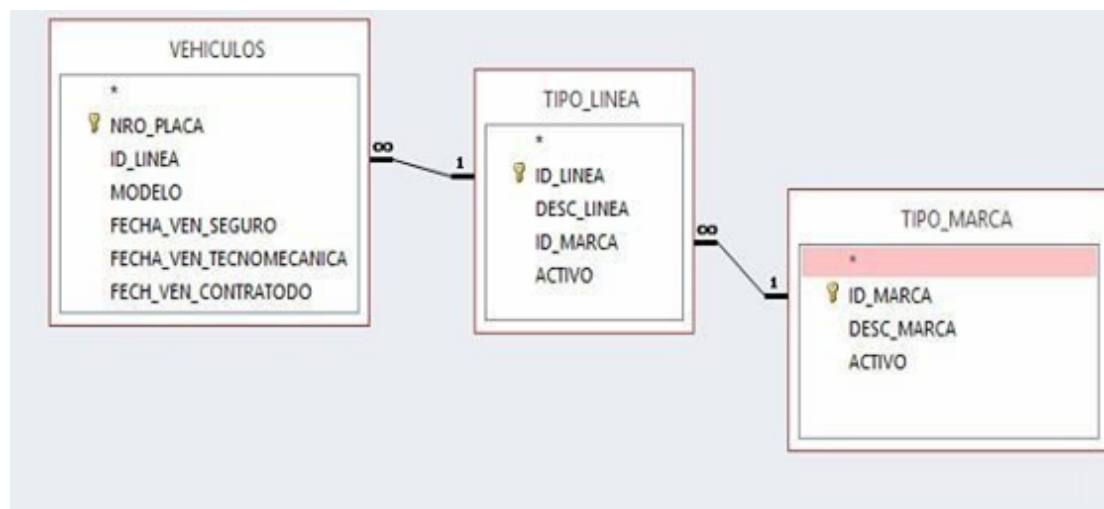 VEHICULOS
*
NRO_PLACA
ID_LINEA
MODELO
FECHA_VEN_SEGURO
FECHA_VEN_TECNOMECANICA
FECH_VEN_CONTRATODO
∞
1
TIPO_LINEA
*
ID_LINEA
DESC_LINEA
ID_MARCA
ACTIVO
∞
1
TIPO_MARCA
*
ID_MARCA
DESC_MARCA
ACTIVO